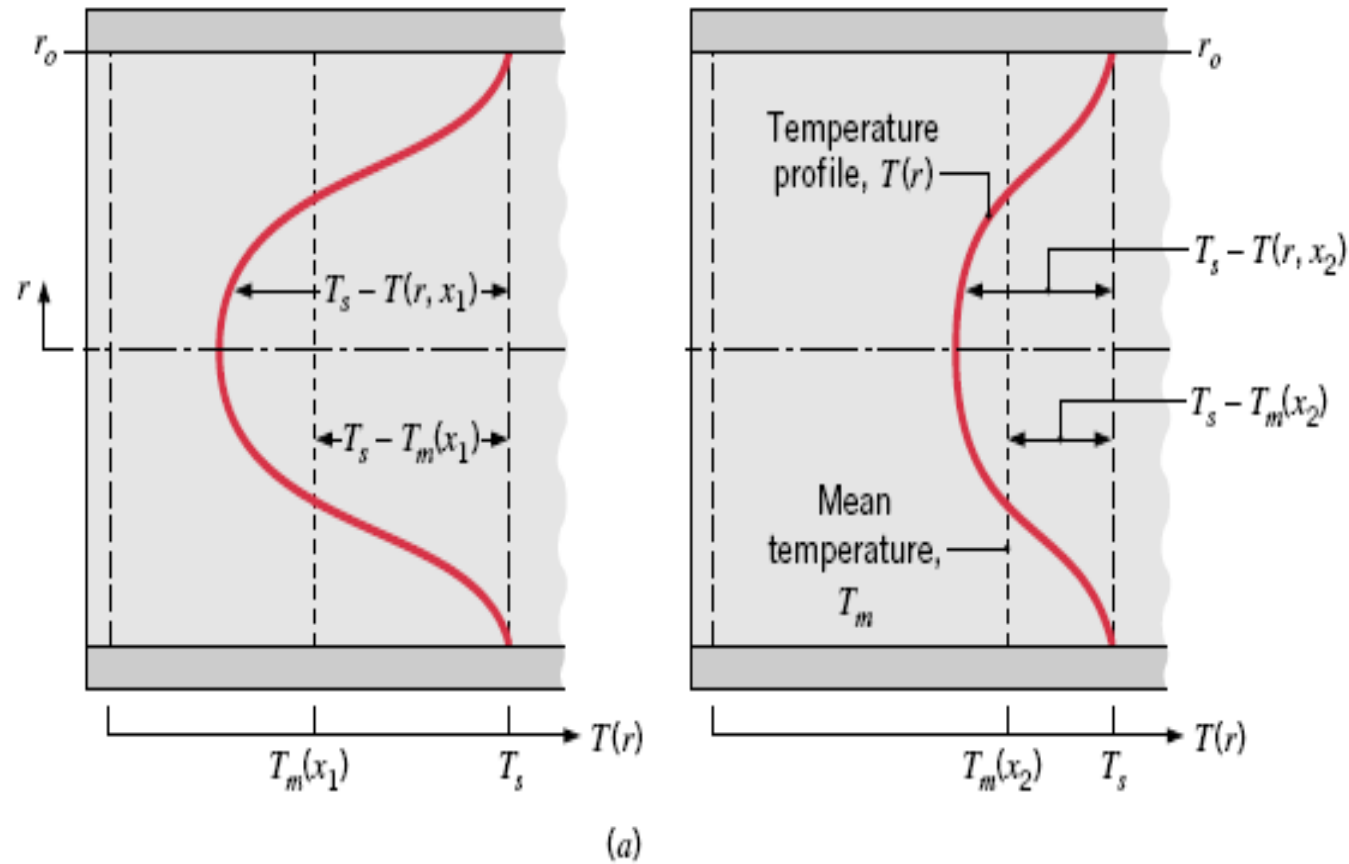 r_o
r
T_s – T(r, x_1)
T_s – T_m(x_1)
T_m(x_1)
T_s
T(r)
r_o
Temperature
profile, T(r)
T_s – T(r, x_2)
T_s – T_m(x_2)
Mean
temperature,
T_m
T_m(x_2)
T_s
T(r)
(a)